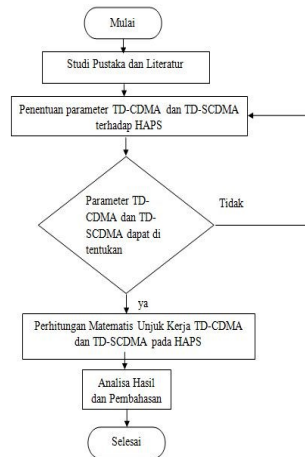 Mulai
Studi Pustaka dan Literatur
Penentuan parameter TD-CDMA dan TD-SCDMA
terhadap HAPS
Parameter TD-
CDMA dan TD-
SCDMA dapat di
tentukan
Tidak
ya
Perhitungan Matematis Unjuk Kerja TD-CDMA
dan TD-SCDMA pada HAPS
Analisa Hasil
dan Pembahasan
Selesai